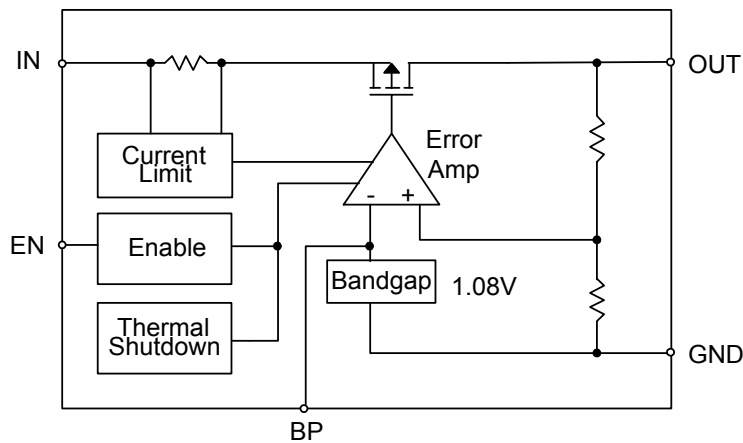 IN
OUT
Error
Amp
Current
Limit
- +
EN
Enable
Bandgap
1.08V
Thermal
Shutdown
GND
BP